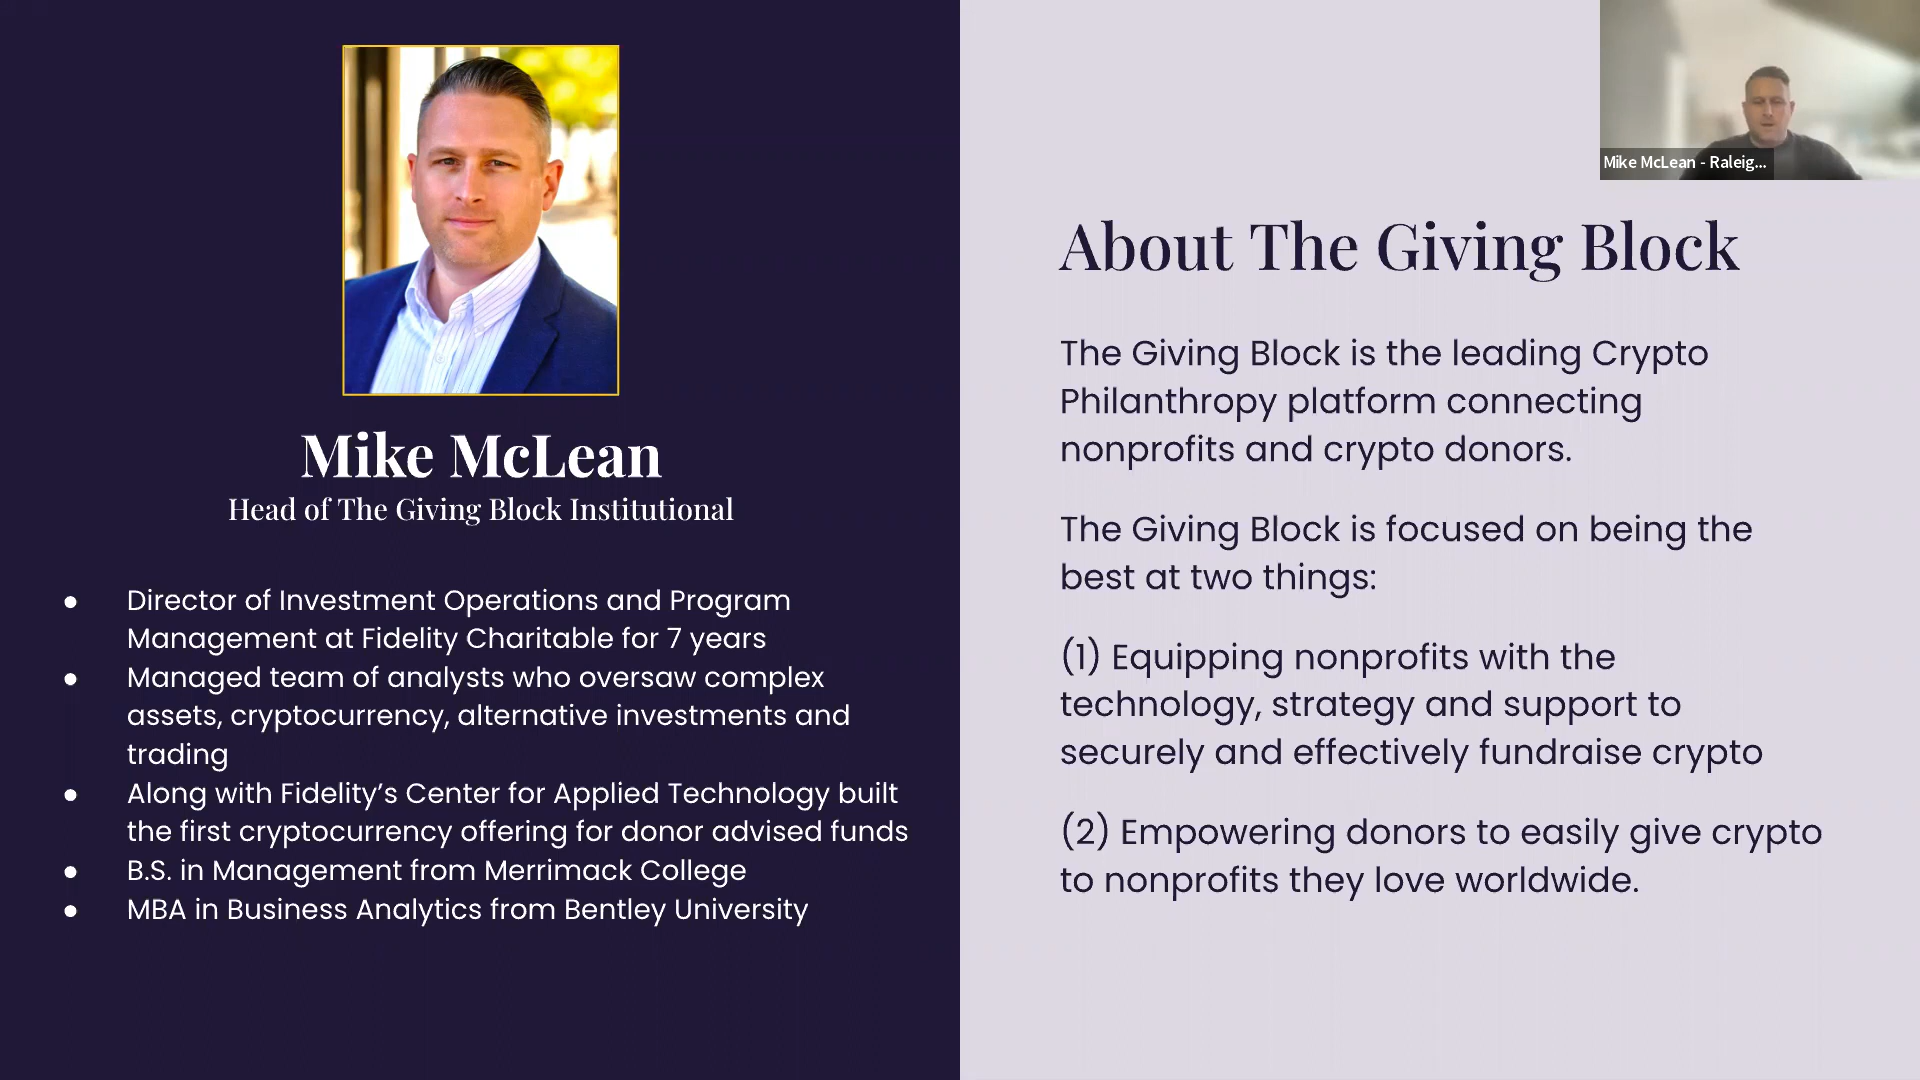 Mike McLean
Head of The Giving Block Institutional
● Director of Investment Operations and Program
Management at Fidelity Charitable for 7 years
● Managed team of analysts who oversaw complex
assets, cryptocurrency, alternative investments and
trading
● Along with Fidelity’s Center for Applied Technology built
the first cryptocurrency offering for donor advised funds
● B.S. in Management from Merrimack College
● MBA in Business Analytics from Bentley University
Mike McLean - Raleig...
About The Giving Block
The Giving Block is the leading Crypto
Philanthropy platform connecting
nonprofits and crypto donors.
The Giving Block is focused on being the
best at two things:
(1) Equipping nonprofits with the
technology, strategy and support to
securely and effectively fundraise crypto
(2) Empowering donors to easily give crypto
to nonprofits they love worldwide.